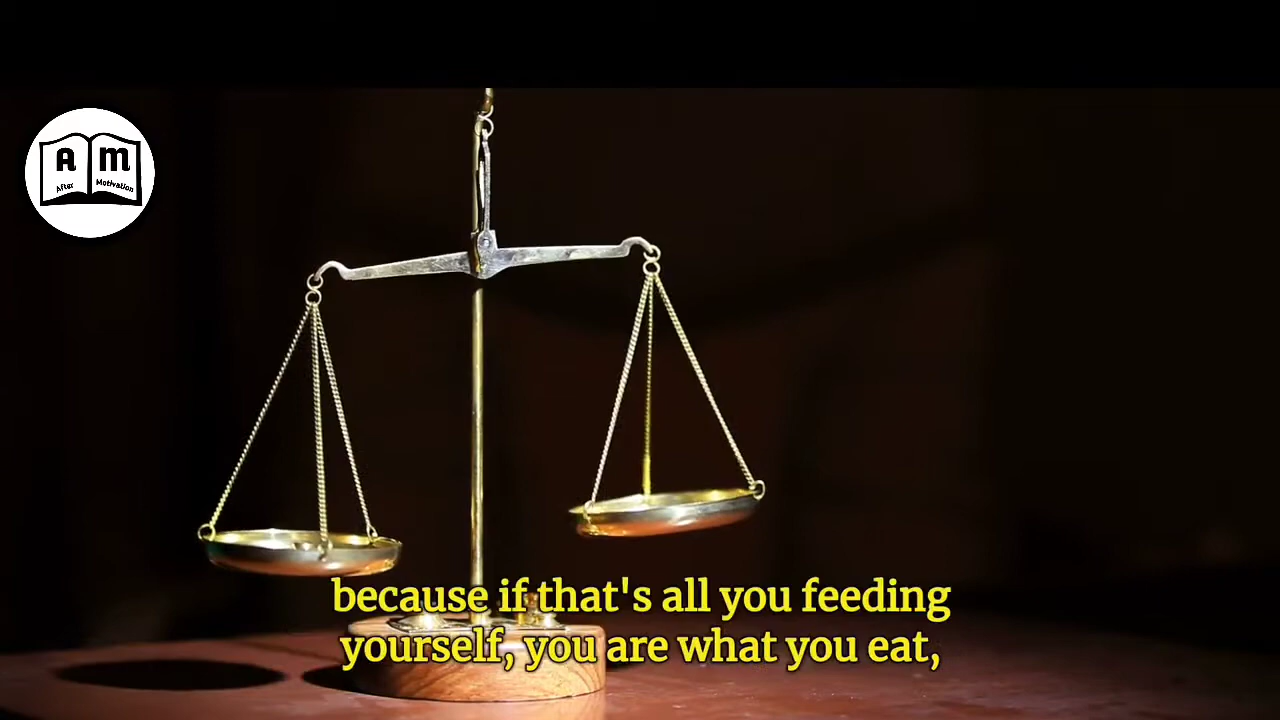 A M
After Motivation
because if that's all you feeding
yourself, you are what you eat,